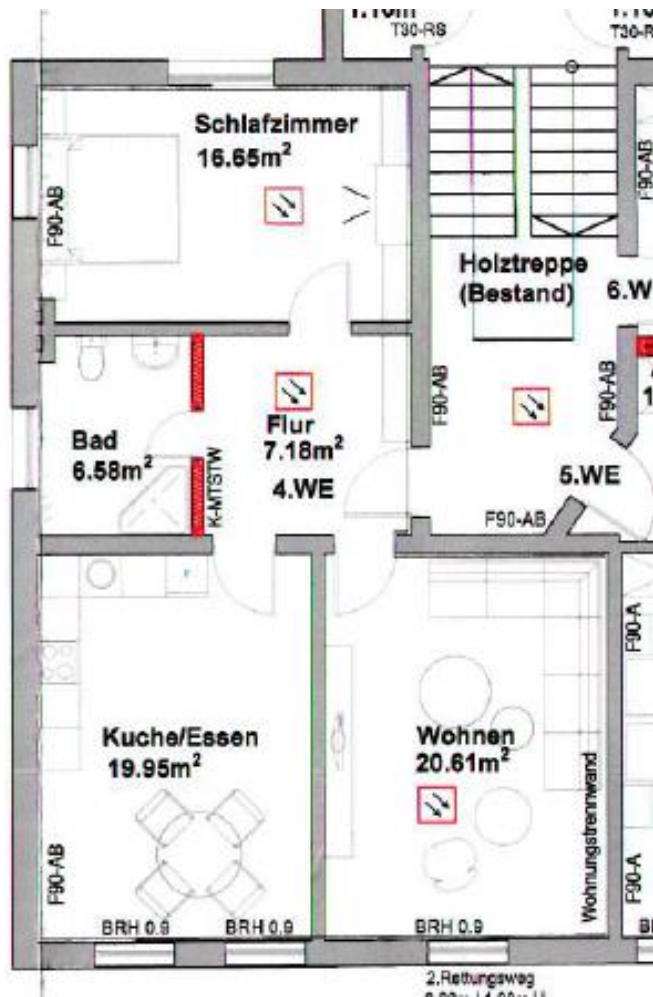 1.10m
T30-RS
T30-R
Schlafzimmer
16.65m²
F90-AB
F90-AB
Holztreppe
(Bestand)
6.W
F90-AB
F90-AB
Bad
6.58m²
K-MTSTW
Flur
7.18m²
4.WE
5.WE
F90-AB
F90-A
Kuche/Essen
19.95m²
Wohnen
20.61m²
Wohnungstrennwand
F90-AB
F90-A
BRH 0.9
BRH 0.9
BRH 0.9
2.Rettungsweg